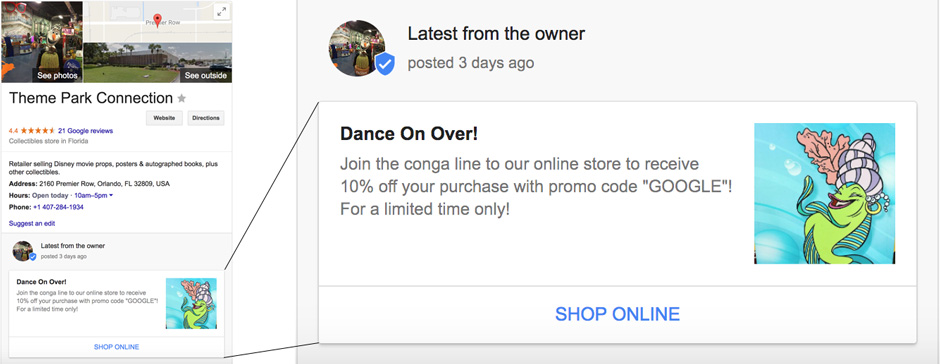 Premier Row
See photos
See outside
Theme Park Connection
Website
Directions
4.4 21 Google reviews
Collectibles store in Florida
Retailer selling Disney movie props, posters & autographed books, plus
other collectibles.
Address: 2160 Premier Row, Orlando, FL 32809, USA
Hours: Open today · 10am–5pm
Phone: +1 407-284-1934
Suggest an edit
Latest from the owner
posted 3 days ago
Dance On Over!
Join the conga line to our online store to receive
10% off your purchase with promo code "GOOGLE"!
For a limited time only!
SHOP ONLINE
Latest from the owner
posted 3 days ago
Dance On Over!
Join the conga line to our online store to receive
10% off your purchase with promo code "GOOGLE"!
For a limited time only!
SHOP ONLINE